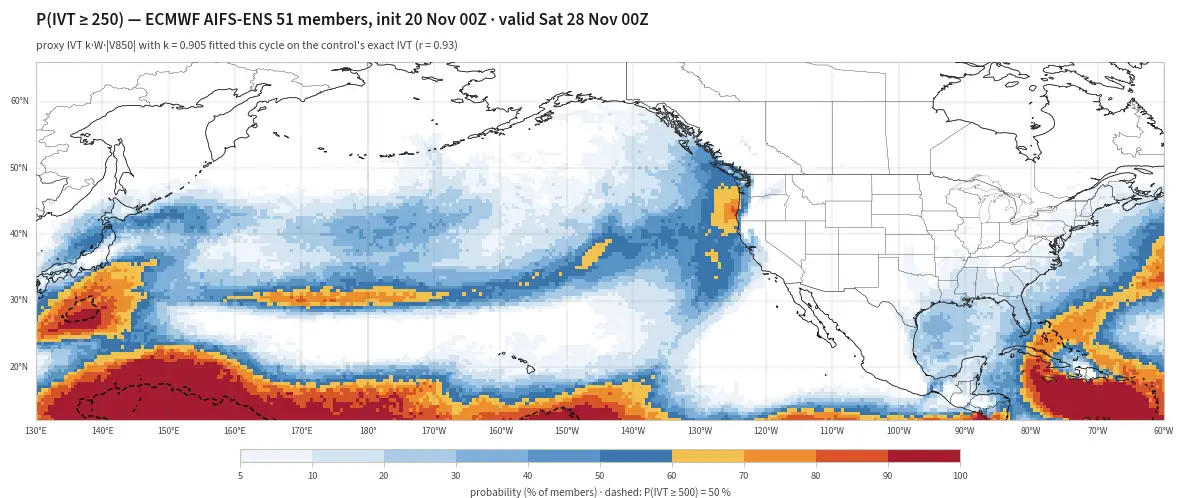 P(IVT ≥ 250) — ECMWF AIFS-ENS 51 members, init 20 Nov 00Z · valid Sat 28 Nov 00Z
proxy IVT k·W·|V850| with k = 0.905 fitted this cycle on the control's exact IVT (r = 0.93)
60°N
50°N
40°N
30°N
20°N
130°E 140°E 150°E 160°E 170°E 180° 170°W 160°W 150°W 140°W 130°W 120°W 110°W 100°W 90°W 80°W 70°W 60°W
5 10 20 30 40 50 60 70 80 90 100
probability (% of members) · dashed: P(IVT ≥ 500) = 50 %